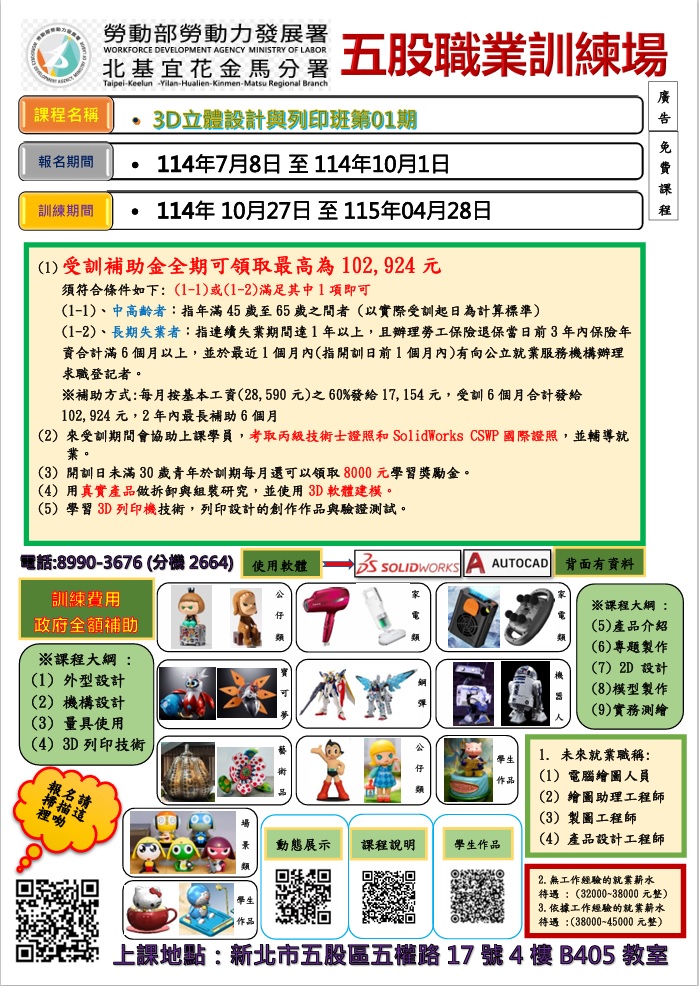 勞動部勞動力發展署
WORKFORCE DEVELOPMENT AGENCY MINISTRY OF LABOR
北基宜花金馬分署
Taipei-Keelun -Yilan-Hualien-Kinmen-Matsu Regional Branch
五股職業訓練場
廣告
免費課程
課程名稱
• 3D立體設計與列印班第01期
報名期間
• 114年7月8日 至 114年10月1日
訓練期間
• 114年 10月27日 至 115年04月28日
(1) 受訓補助金全期可領取最高為 102,924 元
須符合條件如下: (1-1)或(1-2)滿足其中1項即可
(1-1)、中高齡者：指年滿 45 歲至 65 歲之間者 (以實際受訓起日為計算標準)
(1-2)、長期失業者：指連續失業期間達 1 年以上，且辦理勞工保險退保當日前 3 年內保險年
資合計滿 6 個月以上，並於最近 1 個月內(指開訓日前 1 個月內)有向公立就業服務機構辦理
求職登記者。
※補助方式:每月按基本工資(28,590 元)之 60%發給 17,154 元，受訓 6 個月合計發給
102,924 元，2 年內最長補助 6 個月
(2) 來受訓期間會協助上課學員，考取丙級技術士證照和 SolidWorks CSWP 國際證照，並輔導就
業。
(3) 開訓日未滿 30 歲青年於訓期每月還可以領取 8000 元學習獎勵金。
(4) 用真實產品做拆卸與組裝研究，並使用 3D 軟體建模。
(5) 學習 3D 列印機技術，列印設計的創作作品與驗證測試。
電話:8990-3676 (分機 2664)
使用軟體
SOLIDWORKS
AUTOCAD
背面有資料
訓練費用
政府全額補助
※課程大綱：
(1) 外型設計
(2) 機構設計
(3) 量具使用
(4) 3D 列印技術
公仔類
家電類
家電類
寶可夢
鋼彈
機器人
藝術品
公仔類
學生作品
※課程大綱：
(5)產品介紹
(6)專題製作
(7) 2D 設計
(8)模型製作
(9)實務測繪
1. 未來就業職稱:
(1) 電腦繪圖人員
(2) 繪圖助理工程師
(3) 製圖工程師
(4) 產品設計工程師
報名請
掃描這
裡呦
場景類
學生作品
動態展示
課程說明
學生作品
2.無工作經驗的就業薪水
待遇 : (32000~38000 元整)
3.依據工作經驗的就業薪水
待遇 :(38000~45000 元整)
上課地點：新北市五股區五權路 17 號 4 樓 B405 教室